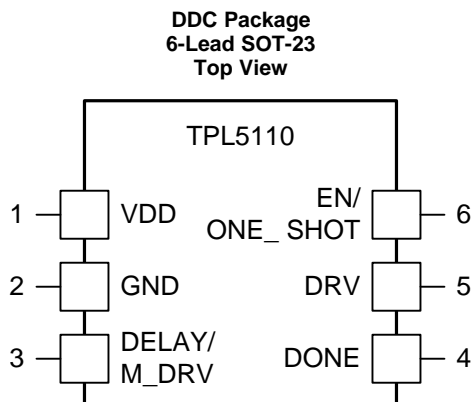 DDC Package
6-Lead SOT-23
Top View
TPL5110
1 VDD EN/ ONE_ SHOT 6
2 GND DRV 5
3 DELAY/ M_DRV DONE 4